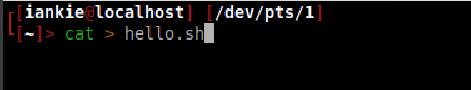 [iankie@localhost] [/dev/pts/1]
[~]> cat > hello.sh